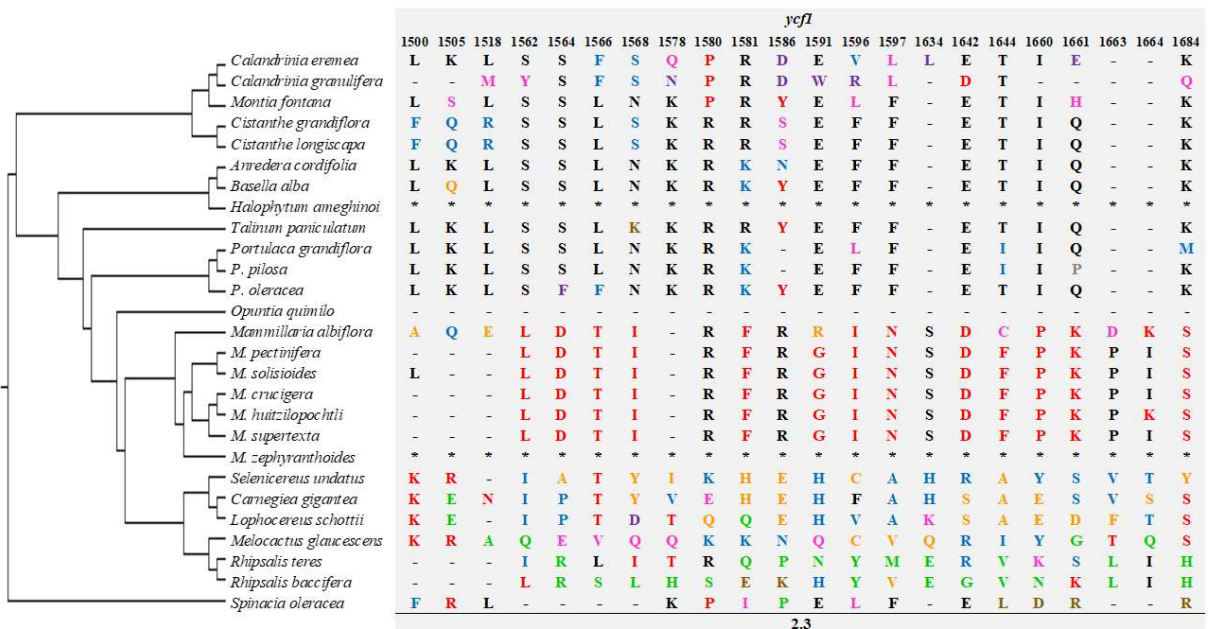 ycf1
1500 1505 1518 1562 1564 1566 1568 1578 1580 1581 1586 1591 1596 1597 1634 1642 1644 1660 1661 1663 1664 1684
Calandrinia eremea L K L S S F S Q P R D E V L L E T I E - - K
Calandrinia granulifera - - M Y S F S N P R D W R L - D T - - - - Q
Montia fontana L S L S S L N K P R Y E L F - E T I H - - K
Cistanthe grandiflora F Q R S S L S K R R S E F F - E T I Q - - K
Cistanthe longiscapa F Q R S S L S K R R S E F F - E T I Q - - K
Anredera cordifolia L K L S S L N K R K N E F F - E T I Q - - K
Basella alba L Q L S S L N K R K Y E F F - E T I Q - - K
Halophytum ameghinoi * * * * * * * * * * * * * * * * * * * * * *
Talinum paniculatum L K L S S L K K R R Y E F F - E T I Q - - K
Portulaca grandiflora L K L S S L N K R K - E L F - E I I Q - - M
P. pilosa L K L S S L N K R K - E F F - E I I P - - K
P. oleracea L K L S F F N K R K Y E F F - E T I Q - - K
Opuntia quimilo - - - - - - - - - - - - - - - - - - - - - -
Mammillaria albiflora A Q E L D T I - R F R R I N S D C P K D K S
M. pectinifera - - - L D T I - R F R G I N S D F P K P I S
M. solisioides L - - L D T I - R F R G I N S D F P K P I S
M. crucigera - - - L D T I - R F R G I N S D F P K P I S
M. huitzilopochtli - - - L D T I - R F R G I N S D F P K P K S
M. supertexta - - - L D T I - R F R G I N S D F P K P I S
M. zephyranthoides * * * * * * * * * * * * * * * * * * * * * *
Selenicereus undatus K R - I A T Y I K H E H C A H R A Y S V T Y
Carnegiea gigantea K E N I P T Y V E H E H F A H S A E S V S S
Lophocereus schottii K E - I P T D T Q Q E H V A K S A E D F T S
Melocactus glaucescens K R A Q E V Q Q K K N Q C V Q R I Y G T Q S
Rhipsalis teres - - - I R L I T R Q P N Y M E R V K S L I H
Rhipsalis baccifera - - - L R S L H S E K H Y V E G V N K L I H
Spinacia oleracea F R L - - - - K P I P E L F - E L D R - - R
2.3